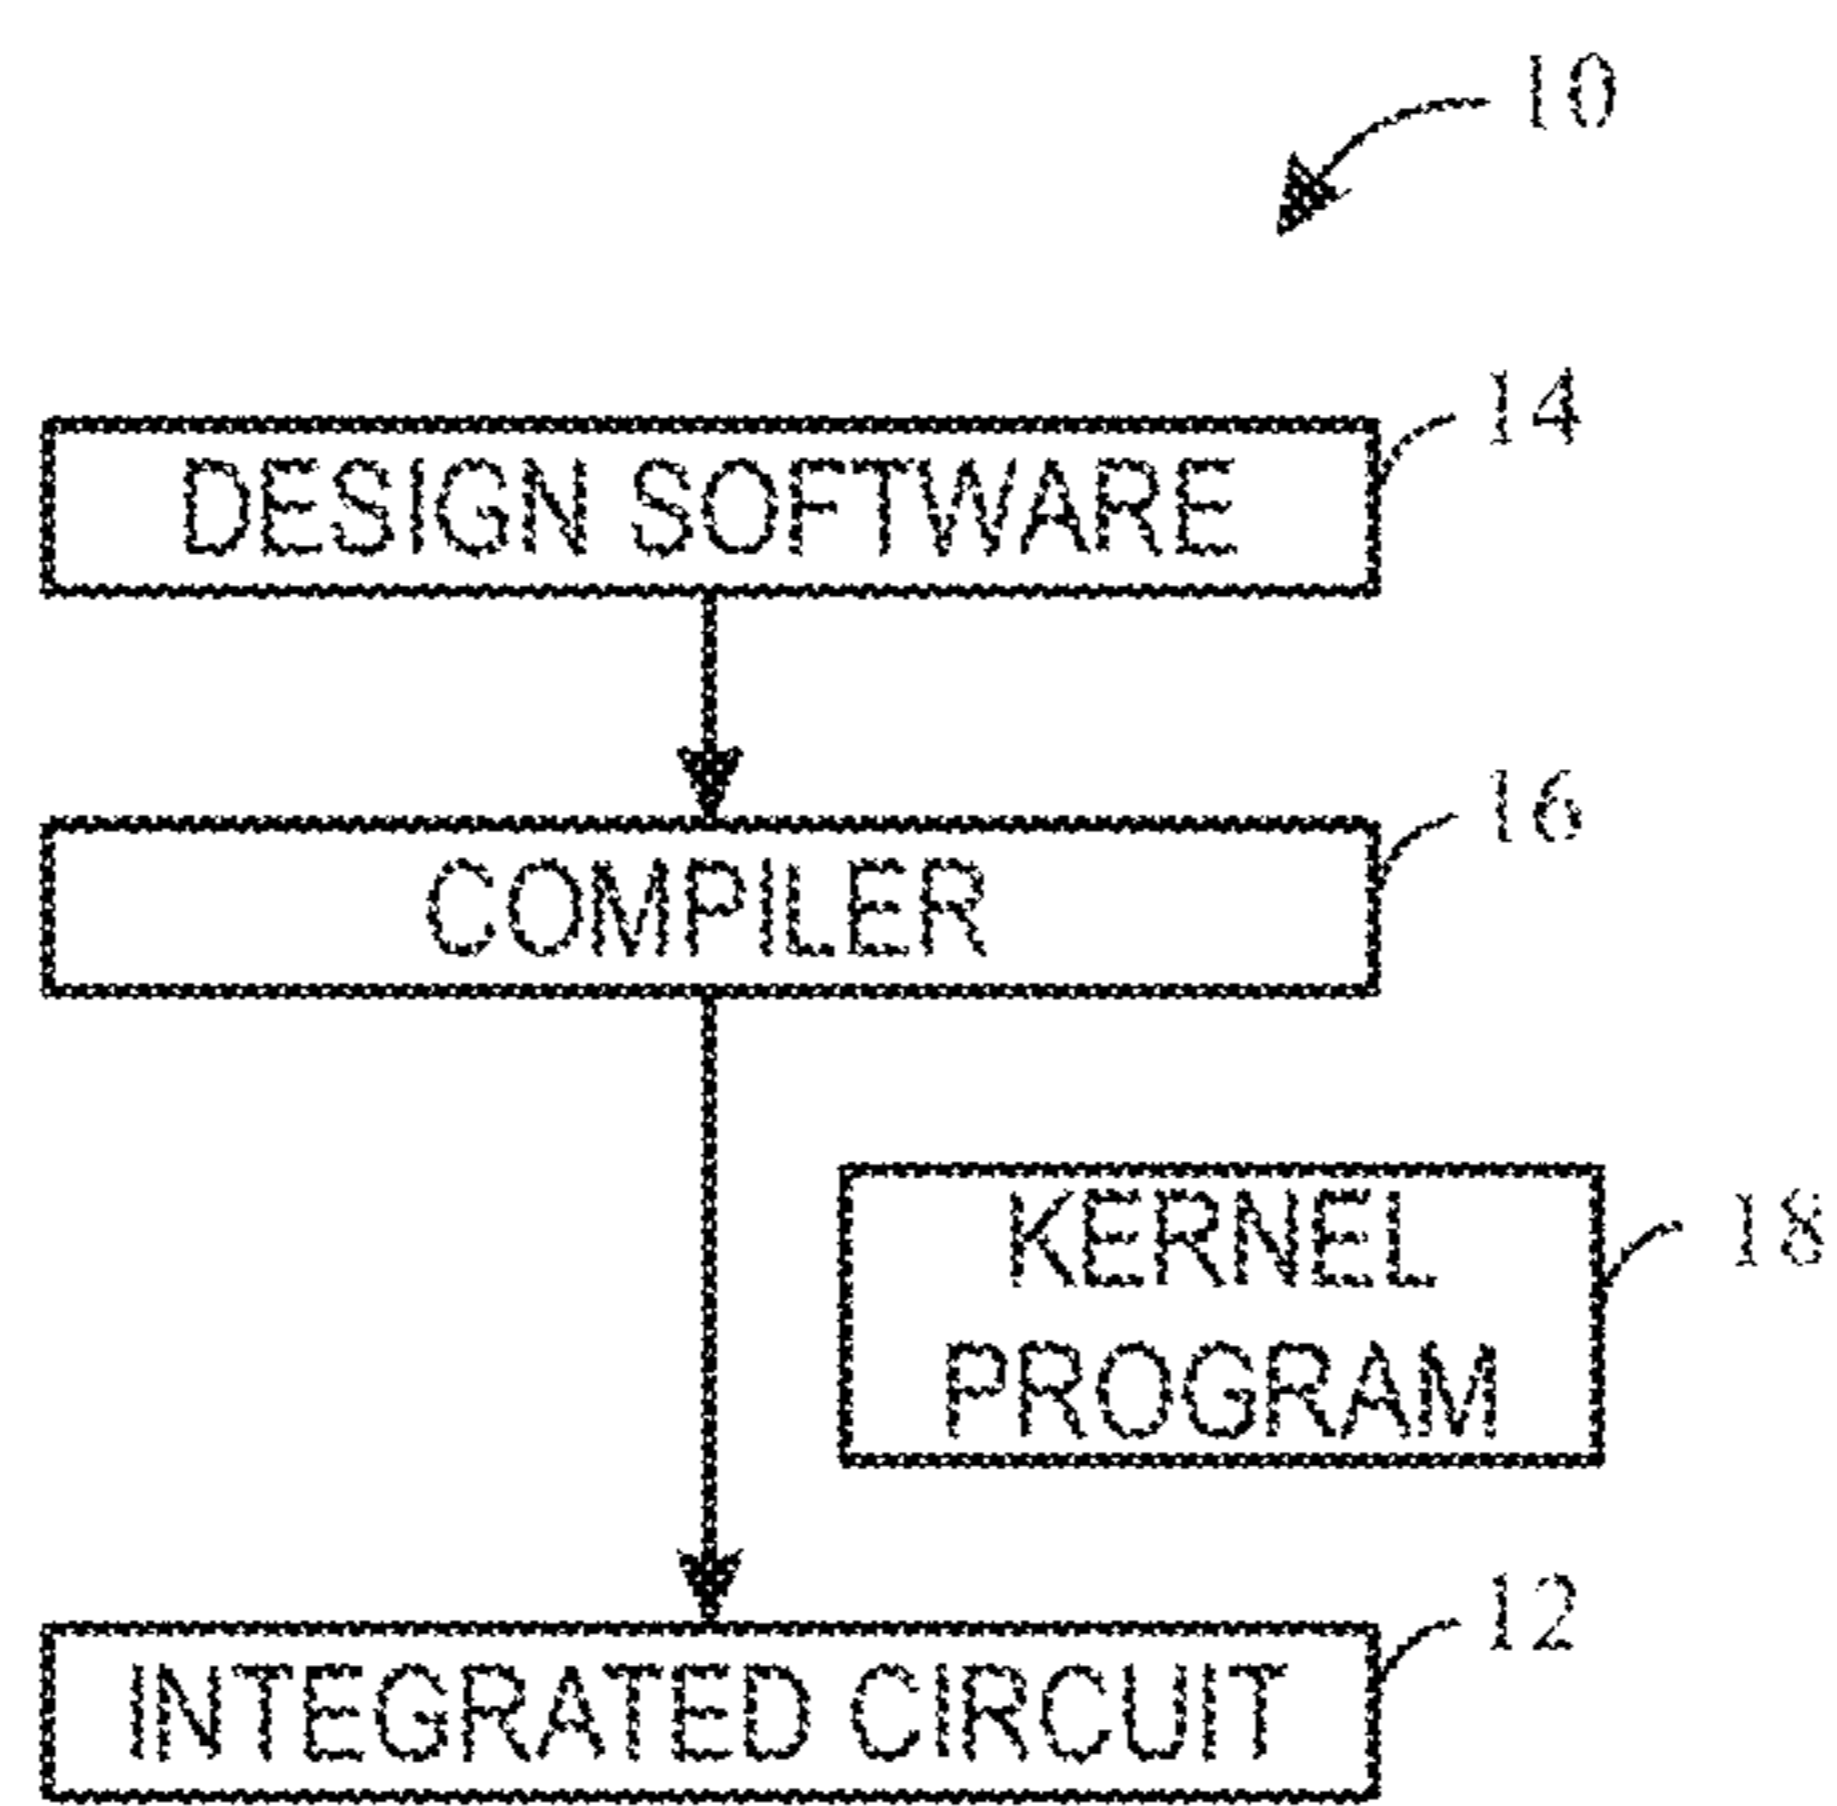 10
14
DESIGN SOFTWARE
16
COMPILER
18
KERNEL
PROGRAM
12
INTEGRATED CIRCUIT